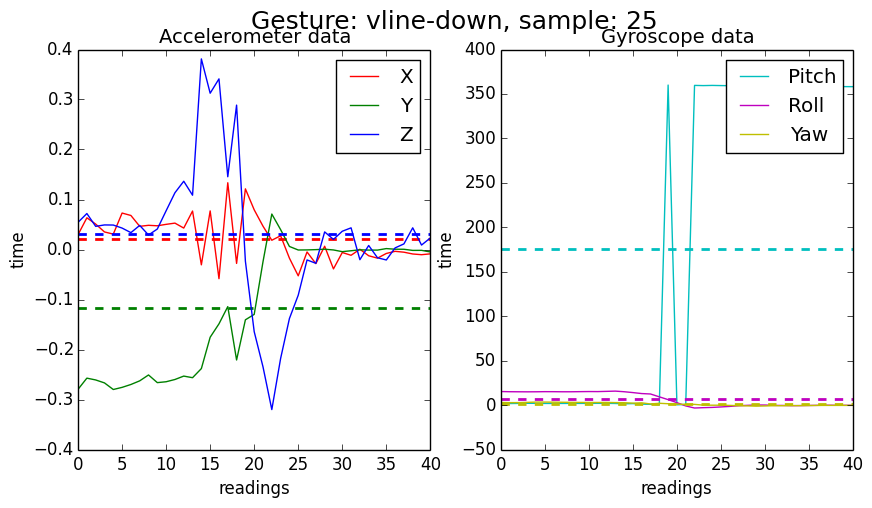 Gesture: vline-down, sample: 25
Accelerometer data
0.4
0.3
0.2
0.1
0.0
−0.1
−0.2
−0.3
−0.4
time
0 5 10 15 20 25 30 35 40
readings
X
Y
Z
Gyroscope data
400
350
300
250
200
150
100
50
0
−50
time
0 5 10 15 20 25 30 35 40
readings
Pitch
Roll
Yaw